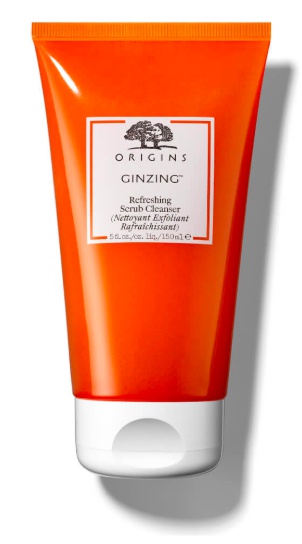 ORIGINS
GINZING™
Refreshing
Scrub Cleanser
(Nettoyant Exfoliant
Rafraîchissant)
5 fl.oz./oz. liq./150ml ℮